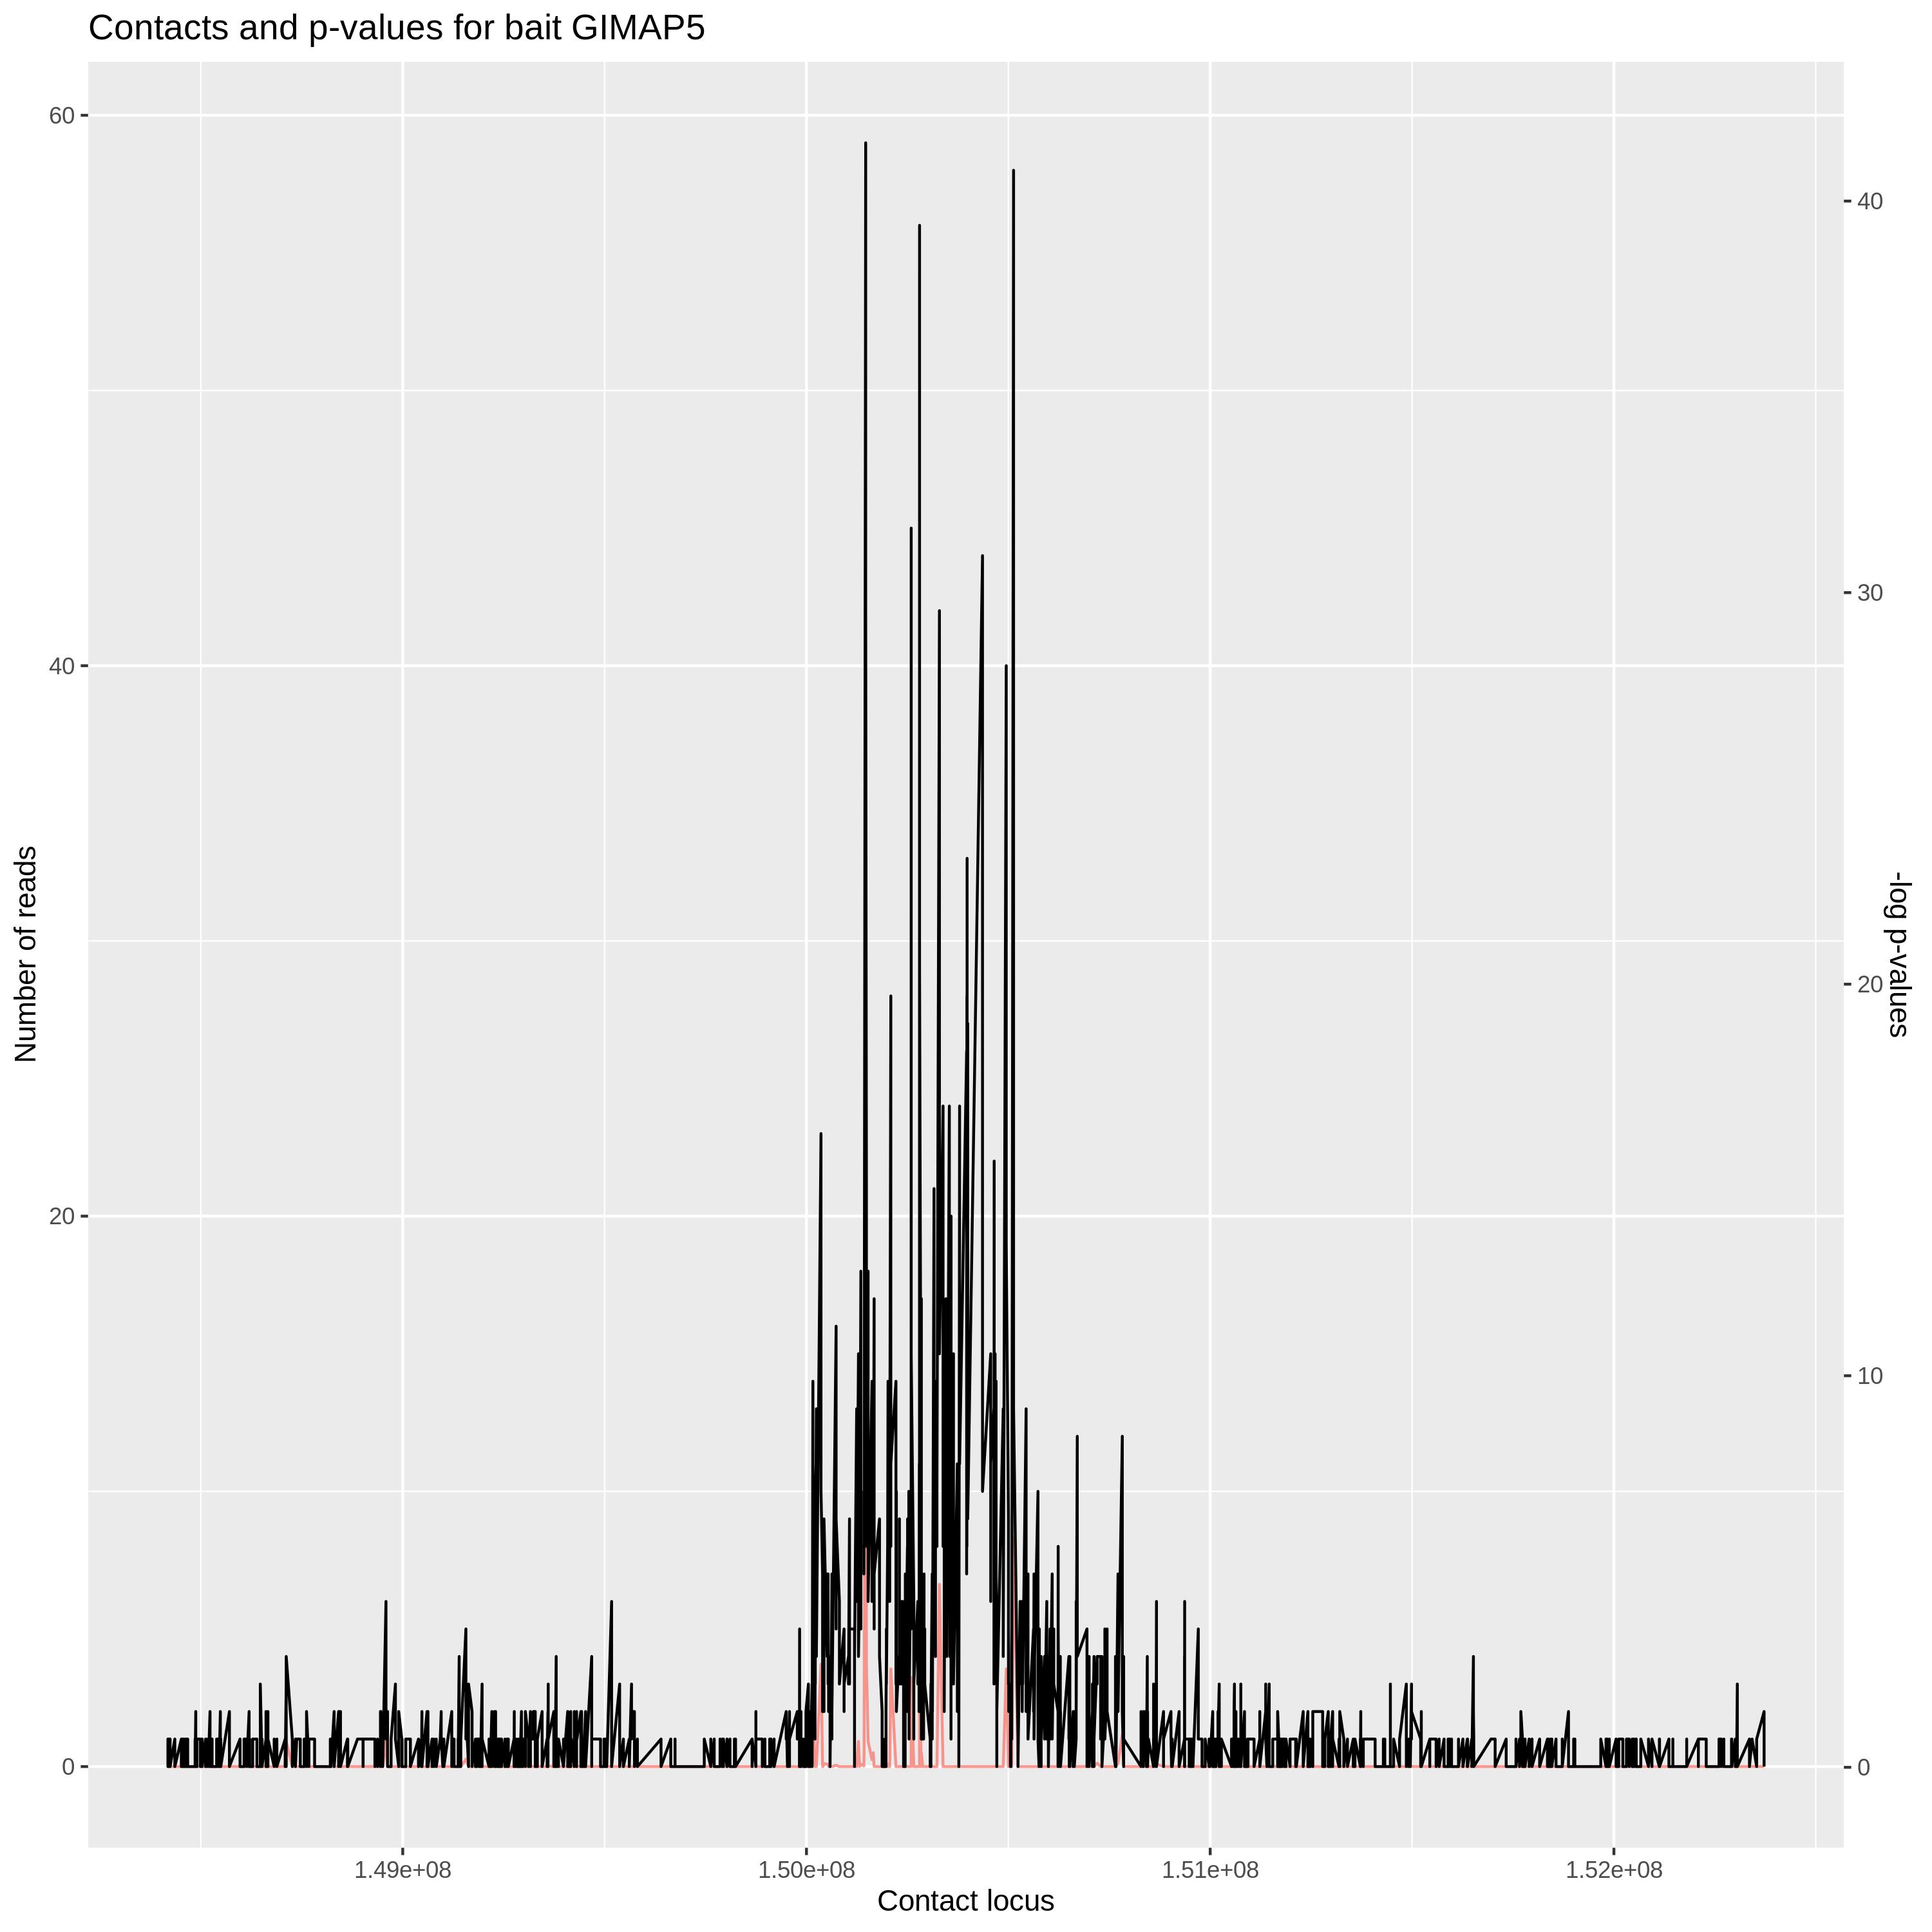 Contacts and p-values for bait GIMAP5
60
40
20
0
Number of reads
40
30
20
10
0
-log p-values
1.49e+08 1.50e+08 1.51e+08 1.52e+08
Contact locus